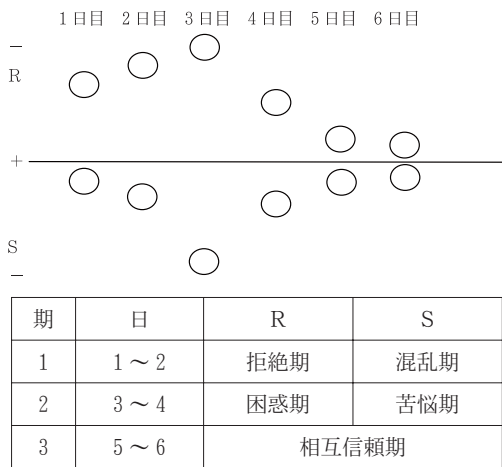 1日目 2日目 3日目 4日目 5日目 6日目
−
R
+
S
−
期 日 R S
1 1～2 拒絶期 混乱期
2 3～4 困惑期 苦悩期
3 5～6 相互信頼期